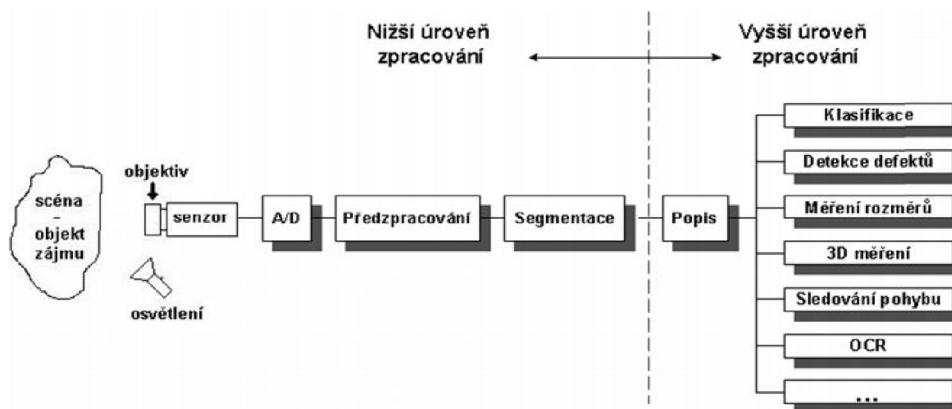 Nižší úroveň
zpracování
Vyšší úroveň
zpracování
scéna
–
objekt
zájmu
objektiv
senzor
osvětlení
A/D
Předzpracování
Segmentace
Popis
Klasifikace
Detekce defektů
Měření rozměrů
3D měření
Sledování pohybu
OCR
...